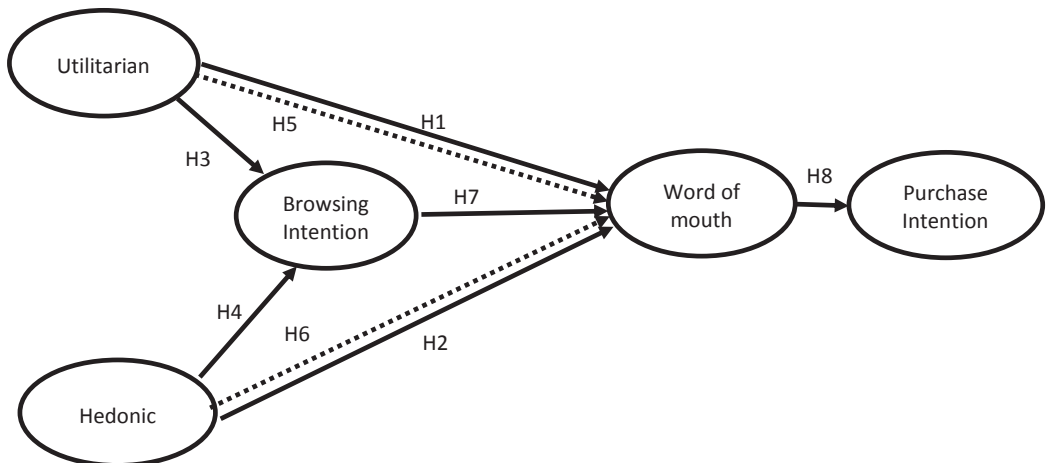 Utilitarian
H1
H5
H3
Browsing
Intention
H7
Word of
mouth
H8
Purchase
Intention
H4
H6
H2
Hedonic